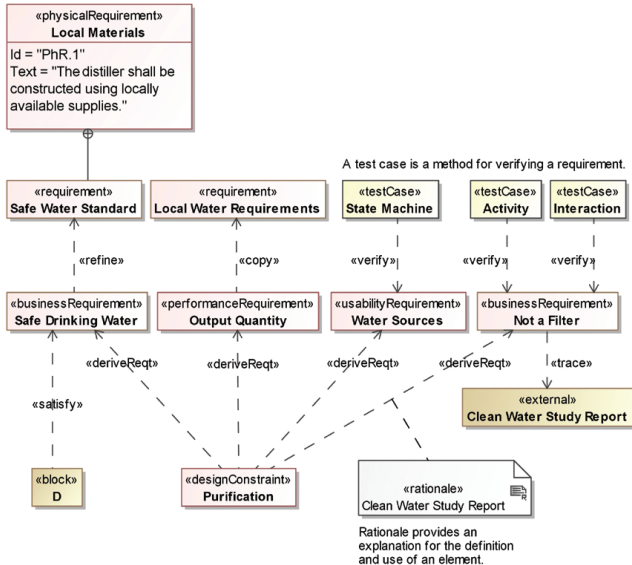 «physicalRequirement»
Local Materials
Id = "PhR.1"
Text = "The distiller shall be
constructed using locally
available supplies."
A test case is a method for verifying a requirement.
«requirement»
Safe Water Standard
«requirement»
Local Water Requirements
«testCase»
State Machine
«testCase»
Activity
«testCase»
Interaction
«refine»
«copy»
«verify»
«verify»
«verify»
«businessRequirement»
Safe Drinking Water
«performanceRequirement»
Output Quantity
«usabilityRequirement»
Water Sources
«businessRequirement»
Not a Filter
«deriveReqt»
«deriveReqt»
«deriveReqt»
«deriveReqt»
«trace»
«satisfy»
«external»
Clean Water Study Report
«block»
D
«designConstraint»
Purification
«rationale»
Clean Water Study Report
R
Rationale provides an
explanation for the definition
and use of an element.